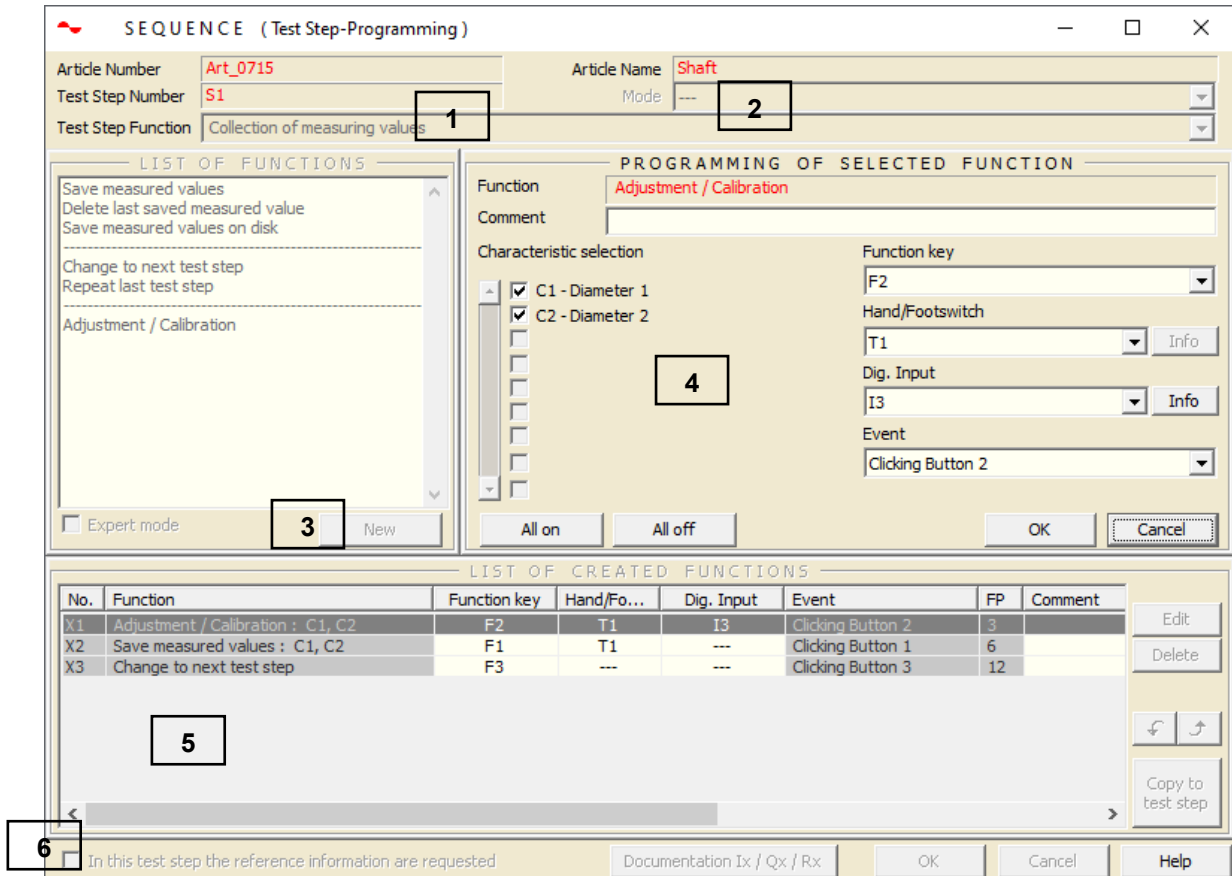 SEQUENCE ( Test Step-Programming )
Article Number Art_0715 Article Name Shaft
Test Step Number S1 Mode ---
1 2
Test Step Function Collection of measuring values
LIST OF FUNCTIONS
Save measured values
Delete last saved measured value
Save measured values on disk
Change to next test step
Repeat last test step
Adjustment / Calibration
Expert mode 3 New
PROGRAMMING OF SELECTED FUNCTION
Function Adjustment / Calibration
Comment
Characteristic selection
C1 - Diameter 1
C2 - Diameter 2
4
Function key
F2
Hand/Footswitch
T1 Info
Dig. Input
I3 Info
Event
Clicking Button 2
All on All off OK Cancel
LIST OF CREATED FUNCTIONS
No. Function Function key Hand/Fo... Dig. Input Event FP Comment
X1 Adjustment / Calibration : C1, C2 F2 T1 I3 Clicking Button 2 3
X2 Save measured values : C1, C2 F1 T1 --- Clicking Button 1 6
X3 Change to next test step F3 --- --- Clicking Button 3 12
Edit
Delete
5
Copy to
test step
6
In this test step the reference information are requested Documentation Ix / Qx / Rx OK Cancel Help